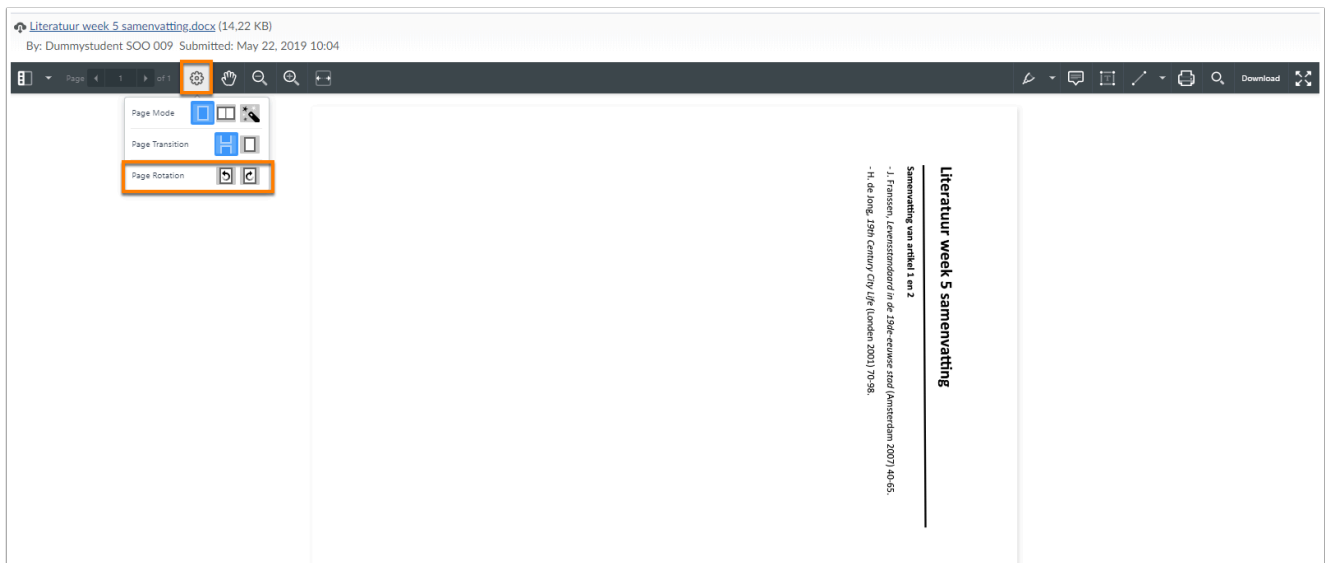 Literatuur week 5 samenvatting.docx (14,22 KB)
By: Dummystudent SOO 009 Submitted: May 22, 2019 10:04
Page 1 of 1 Download
Page Mode
Page Transition
Page Rotation
Literatuur week 5 samenvatting
Samenvatting van artikel 1 en 2
- J. Franssen, Levensstandaard in de 19de-eeuwse stad (Amsterdam 2007) 40-65.
- H. de Jong, 19th Century City Life (Londen 2001) 70-98.